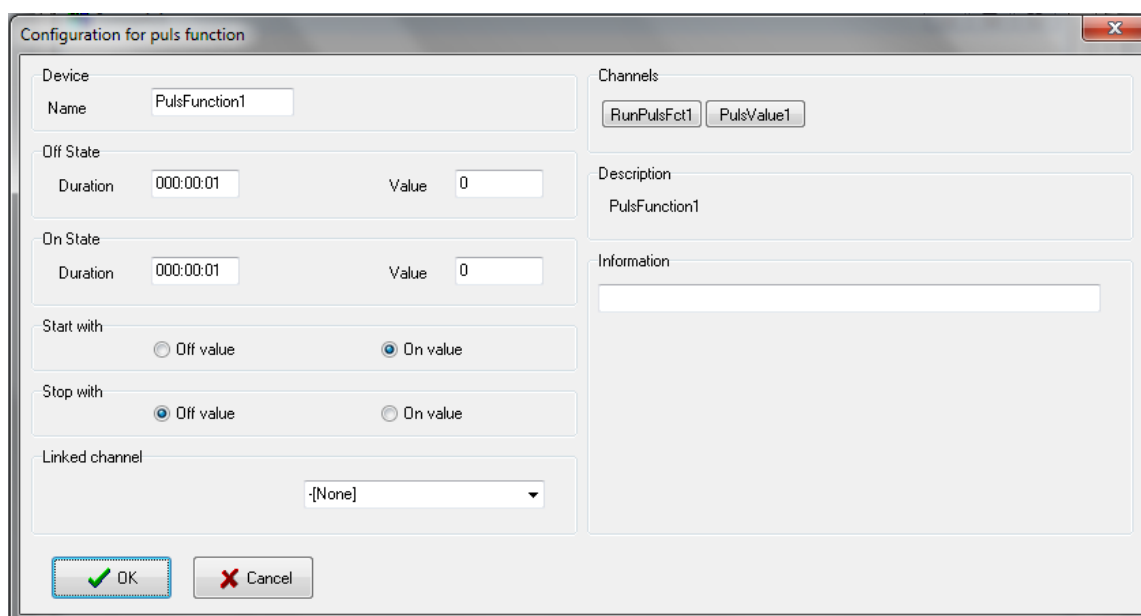 Configuration for puls function
Device
Name PulsFunction1
Off State
Duration 000:00:01 Value 0
On State
Duration 000:00:01 Value 0
Start with
Off value On value
Stop with
Off value On value
Linked channel
-[None]
OK Cancel
Channels
RunPulsFct1 PulsValue1
Description
PulsFunction1
Information